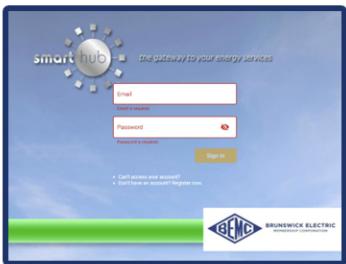 smart hub
the gateway to your energy services
Email
Email is required
Password
Password is required
Sign In
Can't access your account?
Don't have an account? Register now.
BEMC
BRUNSWICK ELECTRIC
MEMBERSHIP CORPORATION